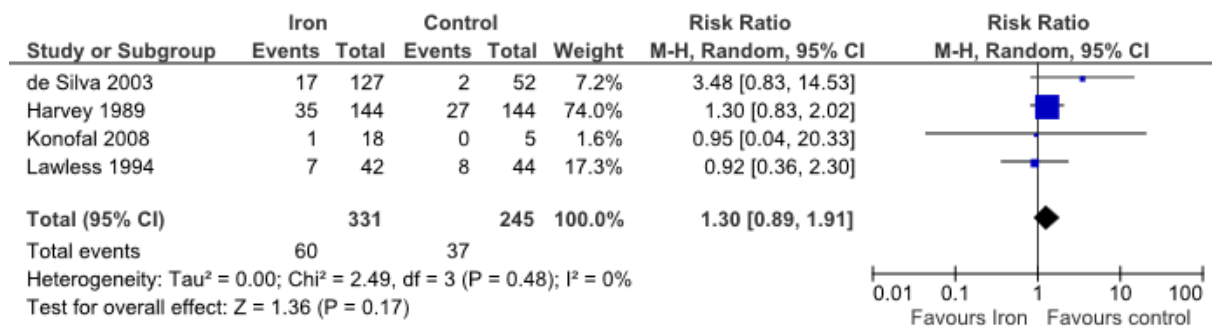 Iron Control Risk Ratio Risk Ratio
Study or Subgroup Events Total Events Total Weight M-H, Random, 95% CI M-H, Random, 95% CI
de Silva 2003 17 127 2 52 7.2% 3.48 [0.83, 14.53]
Harvey 1989 35 144 27 144 74.0% 1.30 [0.83, 2.02]
Konofal 2008 1 18 0 5 1.6% 0.95 [0.04, 20.33]
Lawless 1994 7 42 8 44 17.3% 0.92 [0.36, 2.30]
Total (95% CI) 331 245 100.0% 1.30 [0.89, 1.91]
Total events 60 37
Heterogeneity: Tau² = 0.00; Chi² = 2.49, df = 3 (P = 0.48); I² = 0%
Test for overall effect: Z = 1.36 (P = 0.17)
0.01 0.1 1 10 100
Favours Iron Favours control